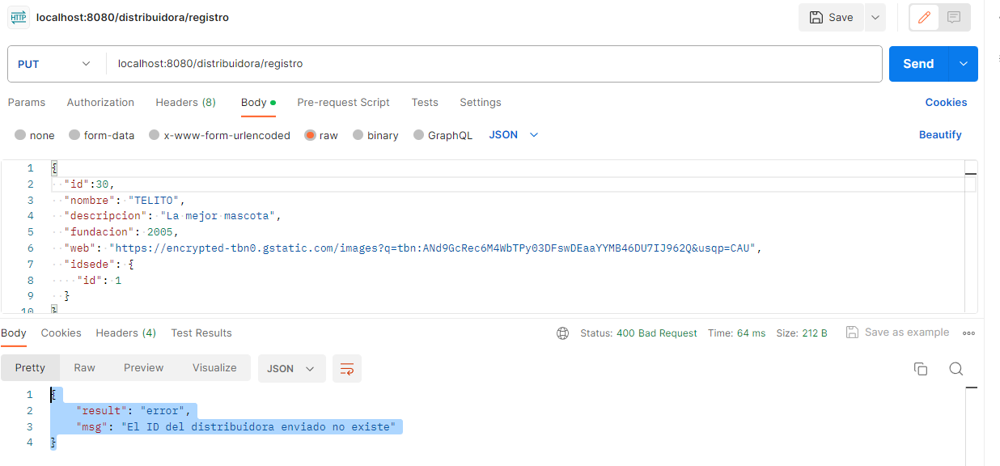 HTTP localhost:8080/distribuidora/registro Save
PUT localhost:8080/distribuidora/registro Send
Params Authorization Headers (8) Body Pre-request Script Tests Settings Cookies
none form-data x-www-form-urlencoded raw binary GraphQL JSON Beautify
1 {
2 "id":30,
3 "nombre": "TELITO",
4 "descripcion": "La mejor mascota",
5 "fundacion": 2005,
6 "web": "https://encrypted-tbn0.gstatic.com/images?q=tbn:ANd9GcRec6M4WbTPy03DFswDEaaYYMB46DU7IJ962Q&usqp=CAU",
7 "idsede": {
8 "id": 1
9 }
10 }
Body Cookies Headers (4) Test Results Status: 400 Bad Request Time: 64 ms Size: 212 B Save as example
Pretty Raw Preview Visualize JSON
1 {
2 "result": "error",
3 "msg": "El ID del distribuidora enviado no existe"
4 }